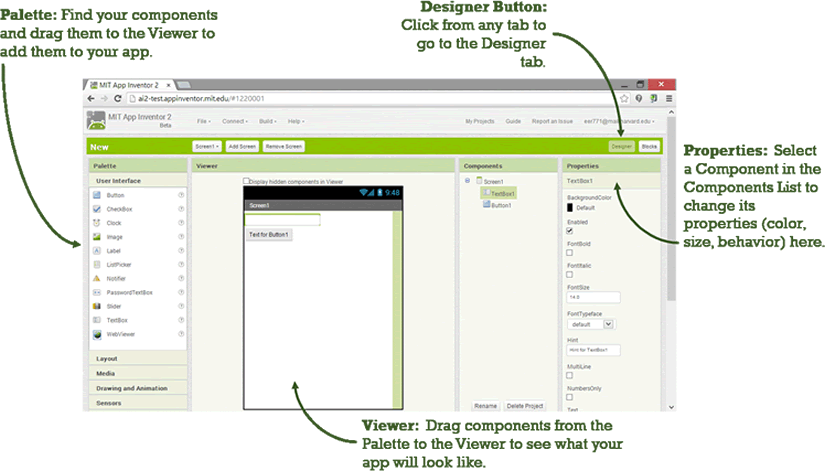 Palette: Find your components
and drag them to the Viewer to
add them to your app.
Designer Button:
Click from any tab to
go to the Designer
tab.
MIT App Inventor 2
ai2-test.appinventor.mit.edu/#1220001
MIT App Inventor 2
Beta
File
Connect
Build
Help
My Projects
Guide
Report an Issue
New
Screen1
Add Screen
Remove Screen
Designer
Blocks
Palette
Viewer
Components
Properties
User Interface
Button
CheckBox
Clock
Image
Label
ListPicker
Notifier
PasswordTextBox
Slider
TextBox
WebViewer
Layout
Media
Drawing and Animation
Sensors
Display hidden components in Viewer
9:48
Screen1
Text for Button1
Screen1
TextBox1
Button1
Rename
Delete Project
TextBox1
BackgroundColor
Default
Enabled
FontBold
FontItalic
FontSize
14.0
FontTypeface
default
Hint
Hint for TextBox1
MultiLine
NumbersOnly
Text
Properties: Select
a Component in the
Components List to
change its
properties (color,
size, behavior) here.
Viewer: Drag components from the
Palette to the Viewer to see what your
app will look like.